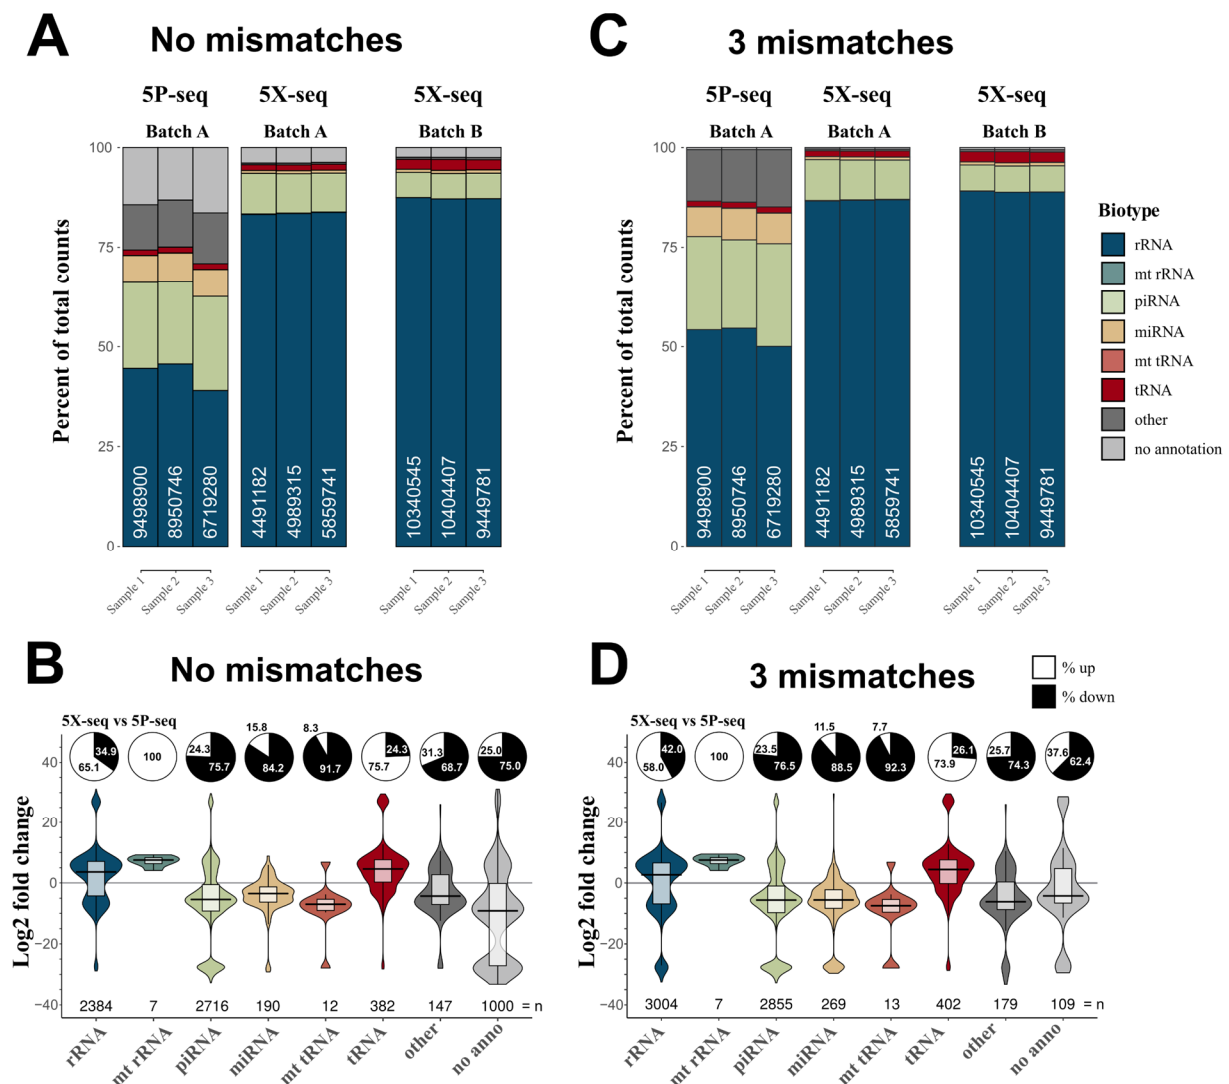 A
No mismatches
5P-seq 5X-seq 5X-seq
Batch A Batch A Batch B
Percent of total counts
100
75
50
25
0
9498900
8950746
6719280
4491182
4989315
5859741
10340545
10404407
9449781
Sample 1
Sample 2
Sample 3
Sample 1
Sample 2
Sample 3
Sample 1
Sample 2
Sample 3
C
3 mismatches
5P-seq 5X-seq 5X-seq
Batch A Batch A Batch B
Percent of total counts
100
75
50
25
0
9498900
8950746
6719280
4491182
4989315
5859741
10340545
10404407
9449781
Sample 1
Sample 2
Sample 3
Sample 1
Sample 2
Sample 3
Sample 1
Sample 2
Sample 3
Biotype
rRNA
mt rRNA
piRNA
miRNA
mt tRNA
tRNA
other
no annotation
B
No mismatches
5X-seq vs 5P-seq
34.9
65.1
100
24.3
75.7
15.8
84.2
8.3
91.7
24.3
75.7
31.3
68.7
25.0
75.0
Log2 fold change
40
20
0
−20
−40
2384 7 2716 190 12 382 147 1000 = n
rRNA
mt rRNA
piRNA
miRNA
mt tRNA
tRNA
other
no anno
D
3 mismatches
% up
% down
5X-seq vs 5P-seq
42.0
58.0
100
23.5
76.5
11.5
88.5
7.7
92.3
26.1
73.9
25.7
74.3
37.6
62.4
Log2 fold change
40
20
0
−20
−40
3004 7 2855 269 13 402 179 109 = n
rRNA
mt rRNA
piRNA
miRNA
mt tRNA
tRNA
other
no anno